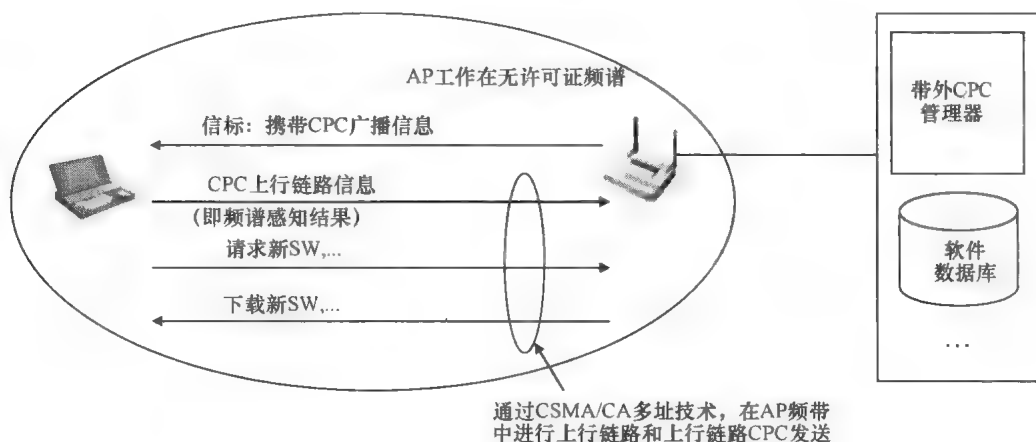 AP工作在无许可证频谱
信标：携带CPC广播信息
CPC上行链路信息
(即频谱感知结果)
请求新SW,...
下载新SW,...
带外CPC
管理器
软件
数据库
...
通过CSMA/CA多址技术，在AP频带
中进行上行链路和上行链路CPC发送